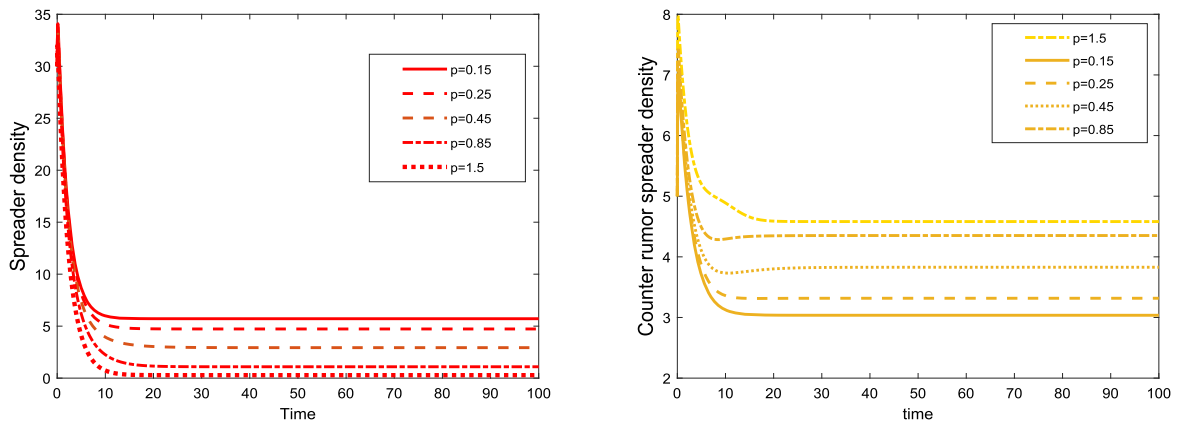 Spreader density
35
30
25
20
15
10
5
0
0 10 20 30 40 50 60 70 80 90 100
Time
p=0.15
p=0.25
p=0.45
p=0.85
p=1.5
Counter rumor spreader density
8
7
6
5
4
3
2
0 10 20 30 40 50 60 70 80 90 100
time
p=1.5
p=0.15
p=0.25
p=0.45
p=0.85